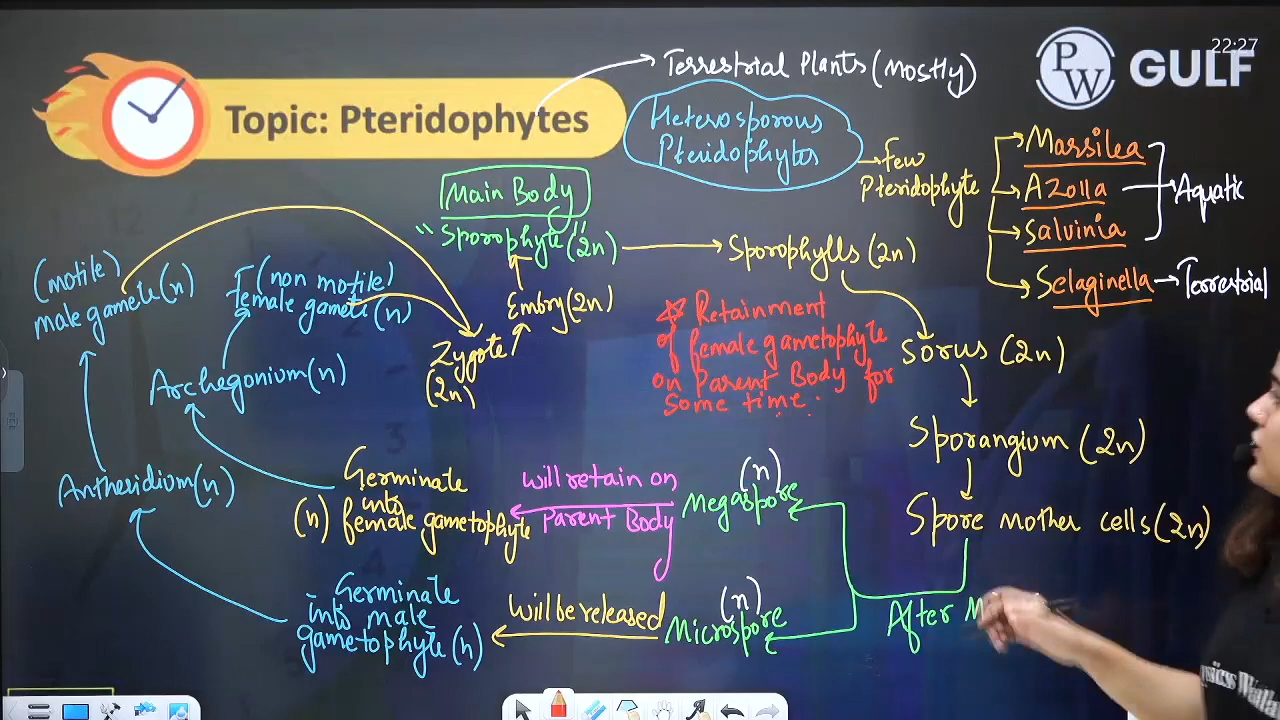 22:27
PW GULF
Topic: Pteridophytes
Terrestrial Plants (Mostly)
Heterosporous
Pteridophytes
Few
Pteridophyte
Marsilea
Azolla
Salvinia
Selaginella
Aquatic
Terrestrial
Main Body
"Sporophyte" (2n)
Sporophylls (2n)
Sorus (2n)
Sporangium (2n)
Spore mother cells (2n)
After M
Megaspore
(n)
Microspore
(n)
will retain on
Parent Body
Will be released
Germinate
into
(n) female gametophyte
Germinate
into male
gametophyte (n)
Archegonium (n)
Antheridium (n)
(motile)
male gamete (n)
(non motile)
female gamete (n)
Zygote
(2n)
Embry (2n)
Retainment
of female gametophyte
on Parent Body for
some time.